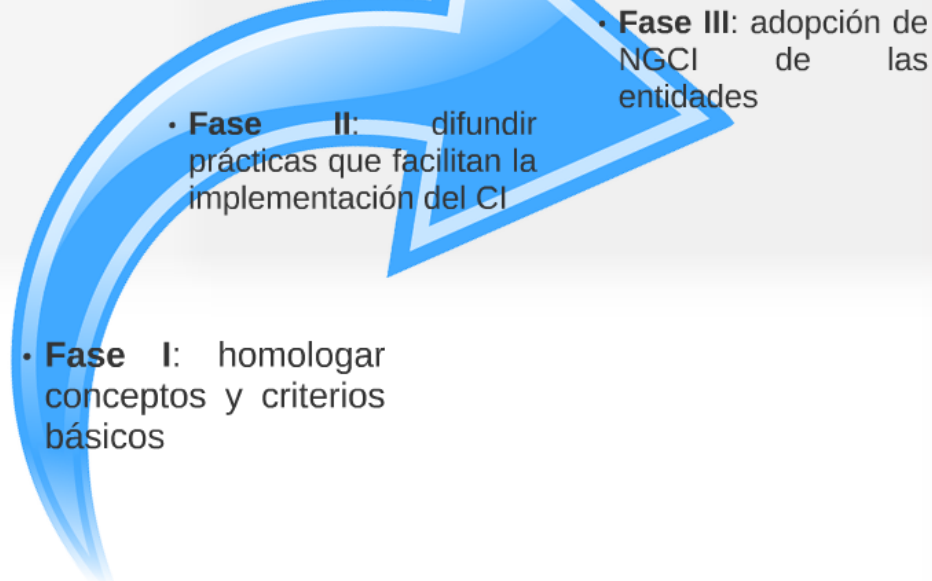 • Fase III: adopción de
NGCI de las
entidades
• Fase II: difundir
prácticas que facilitan la
implementación del CI
• Fase I: homologar
conceptos y criterios
básicos